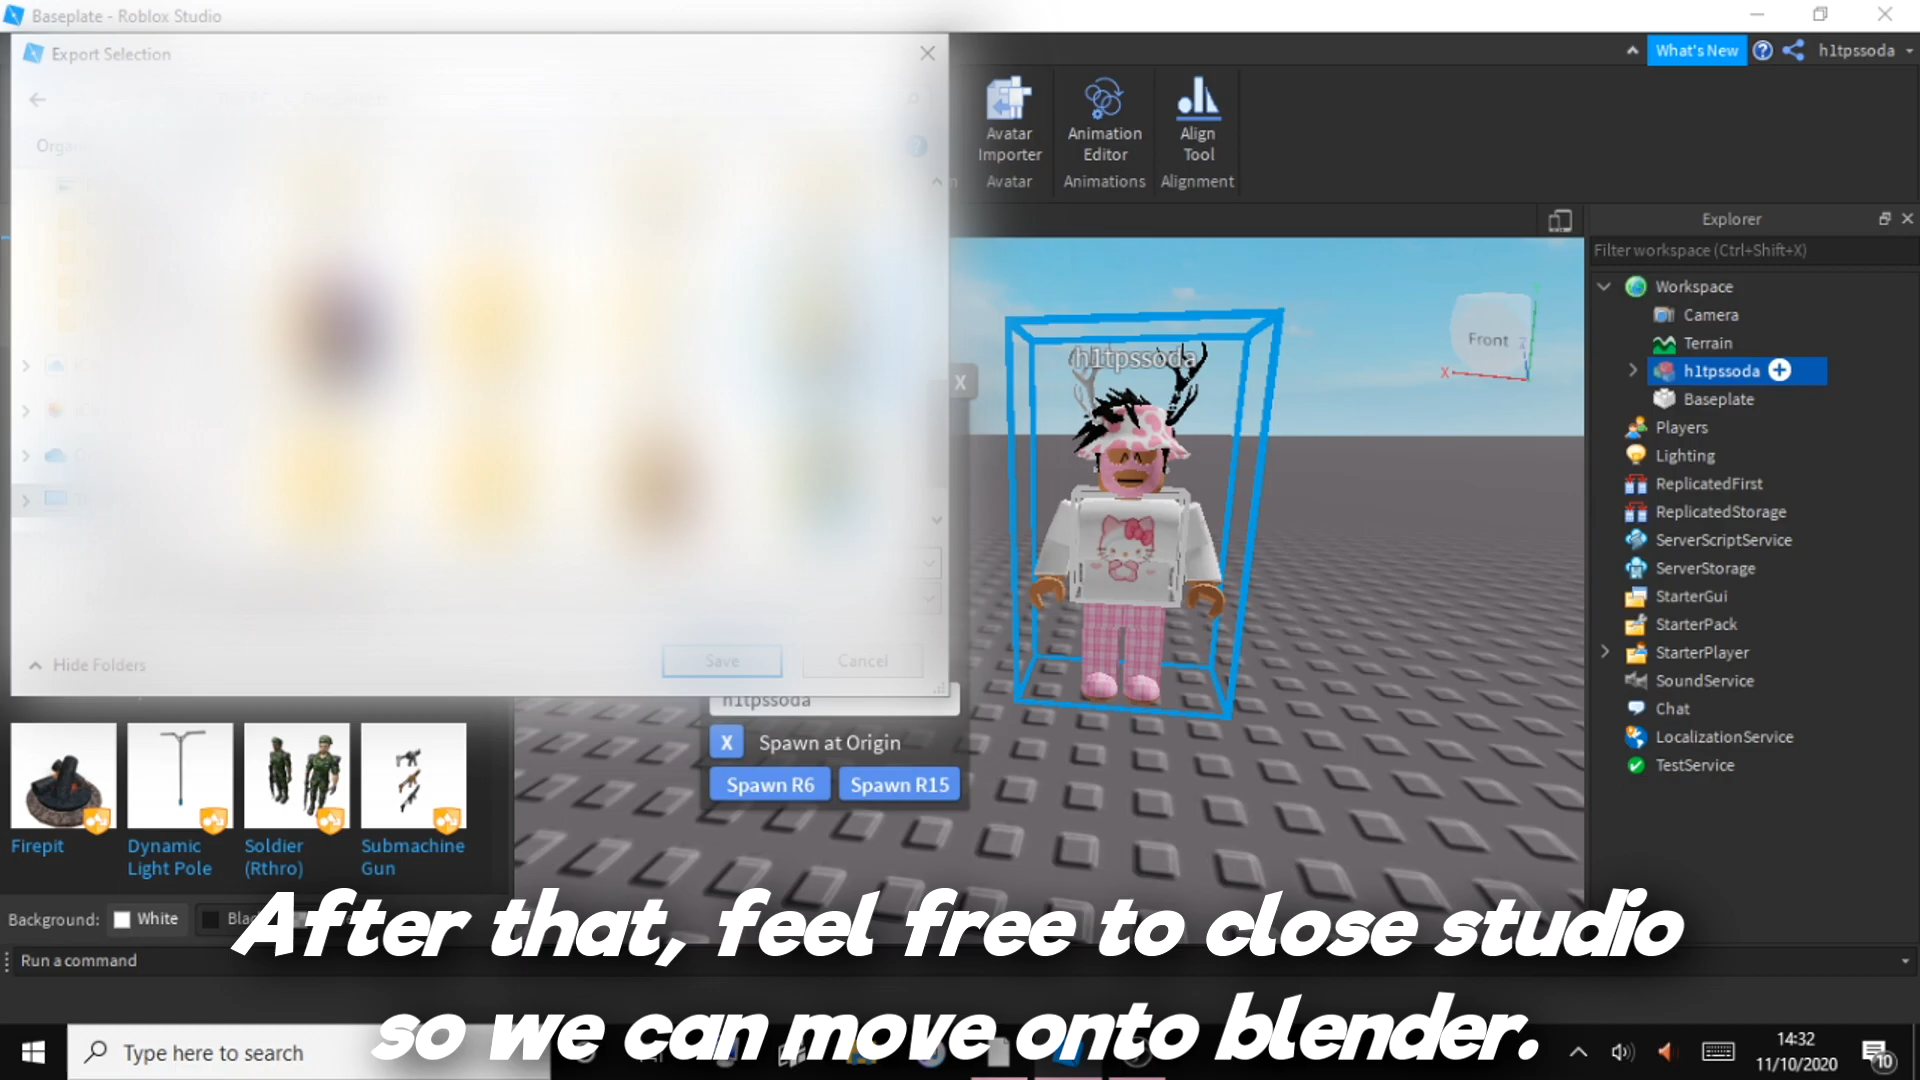 Baseplate - Roblox Studio
Export Selection
What's New
h1tpssoda
Avatar Importer
Animation Editor
Align Tool
Avatar
Animations
Alignment
Explorer
Filter workspace (Ctrl+Shift+X)
Workspace
Camera
Terrain
h1tpssoda
Baseplate
Players
Lighting
ReplicatedFirst
ReplicatedStorage
ServerScriptService
ServerStorage
StarterGui
StarterPack
StarterPlayer
SoundService
Chat
LocalizationService
TestService
Front
X
Z
h1tpssoda
X
Hide Folders
Save
Cancel
h1tpssoda
X Spawn at Origin
Spawn R6
Spawn R15
Firepit
Dynamic Light Pole
Soldier (Rthro)
Submachine Gun
Background:
White
Run a command
After that, feel free to close studio
so we can move onto blender.
Type here to search
14:32
11/10/2020
10